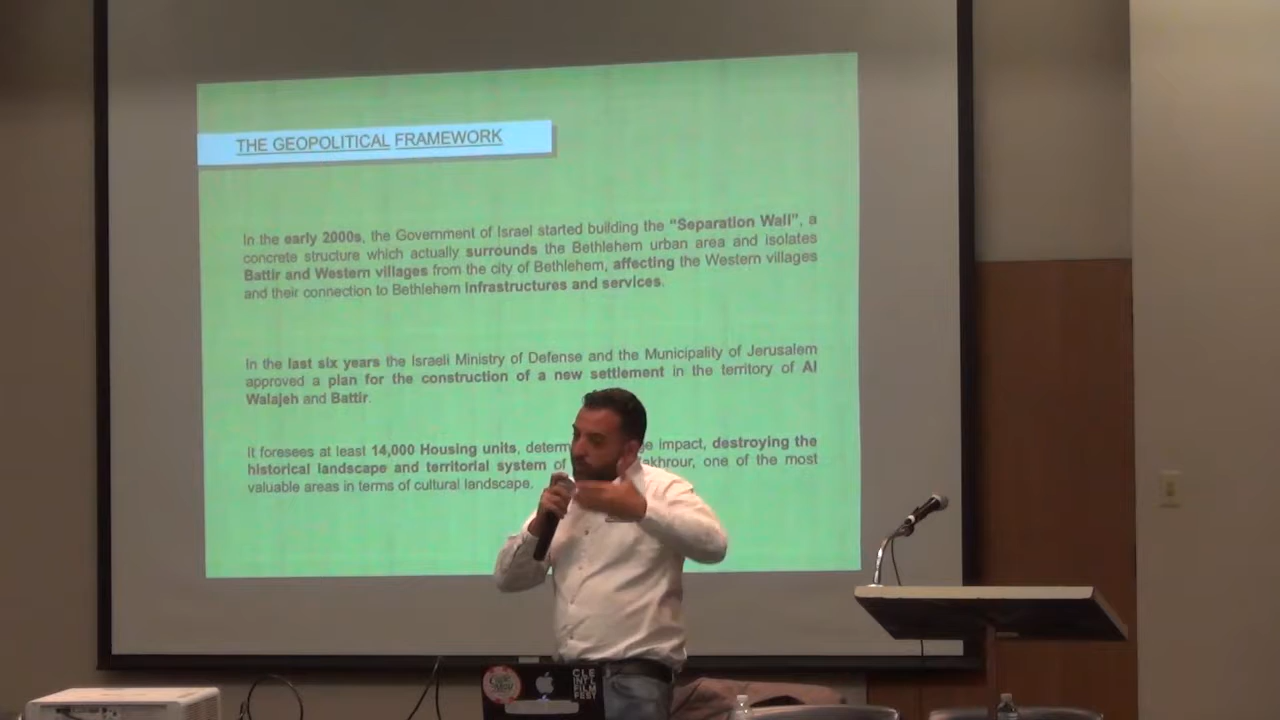 THE GEOPOLITICAL FRAMEWORK
In the early 2000s, the Government of Israel started building the "Separation Wall", a
concrete structure which actually surrounds the Bethlehem urban area and isolates
Battir and Western villages from the city of Bethlehem, affecting the Western villages
and their connection to Bethlehem infrastructures and services.
In the last six years the Israeli Ministry of Defense and the Municipality of Jerusalem
approved a plan for the construction of a new settlement in the territory of Al
Walajeh and Battir.
It foresees at least 14,000 Housing units, impact, destroying the
historical landscape and territorial system of one of the most
valuable areas in terms of cultural landscape.
CLE
INT'L
FILM
FEST